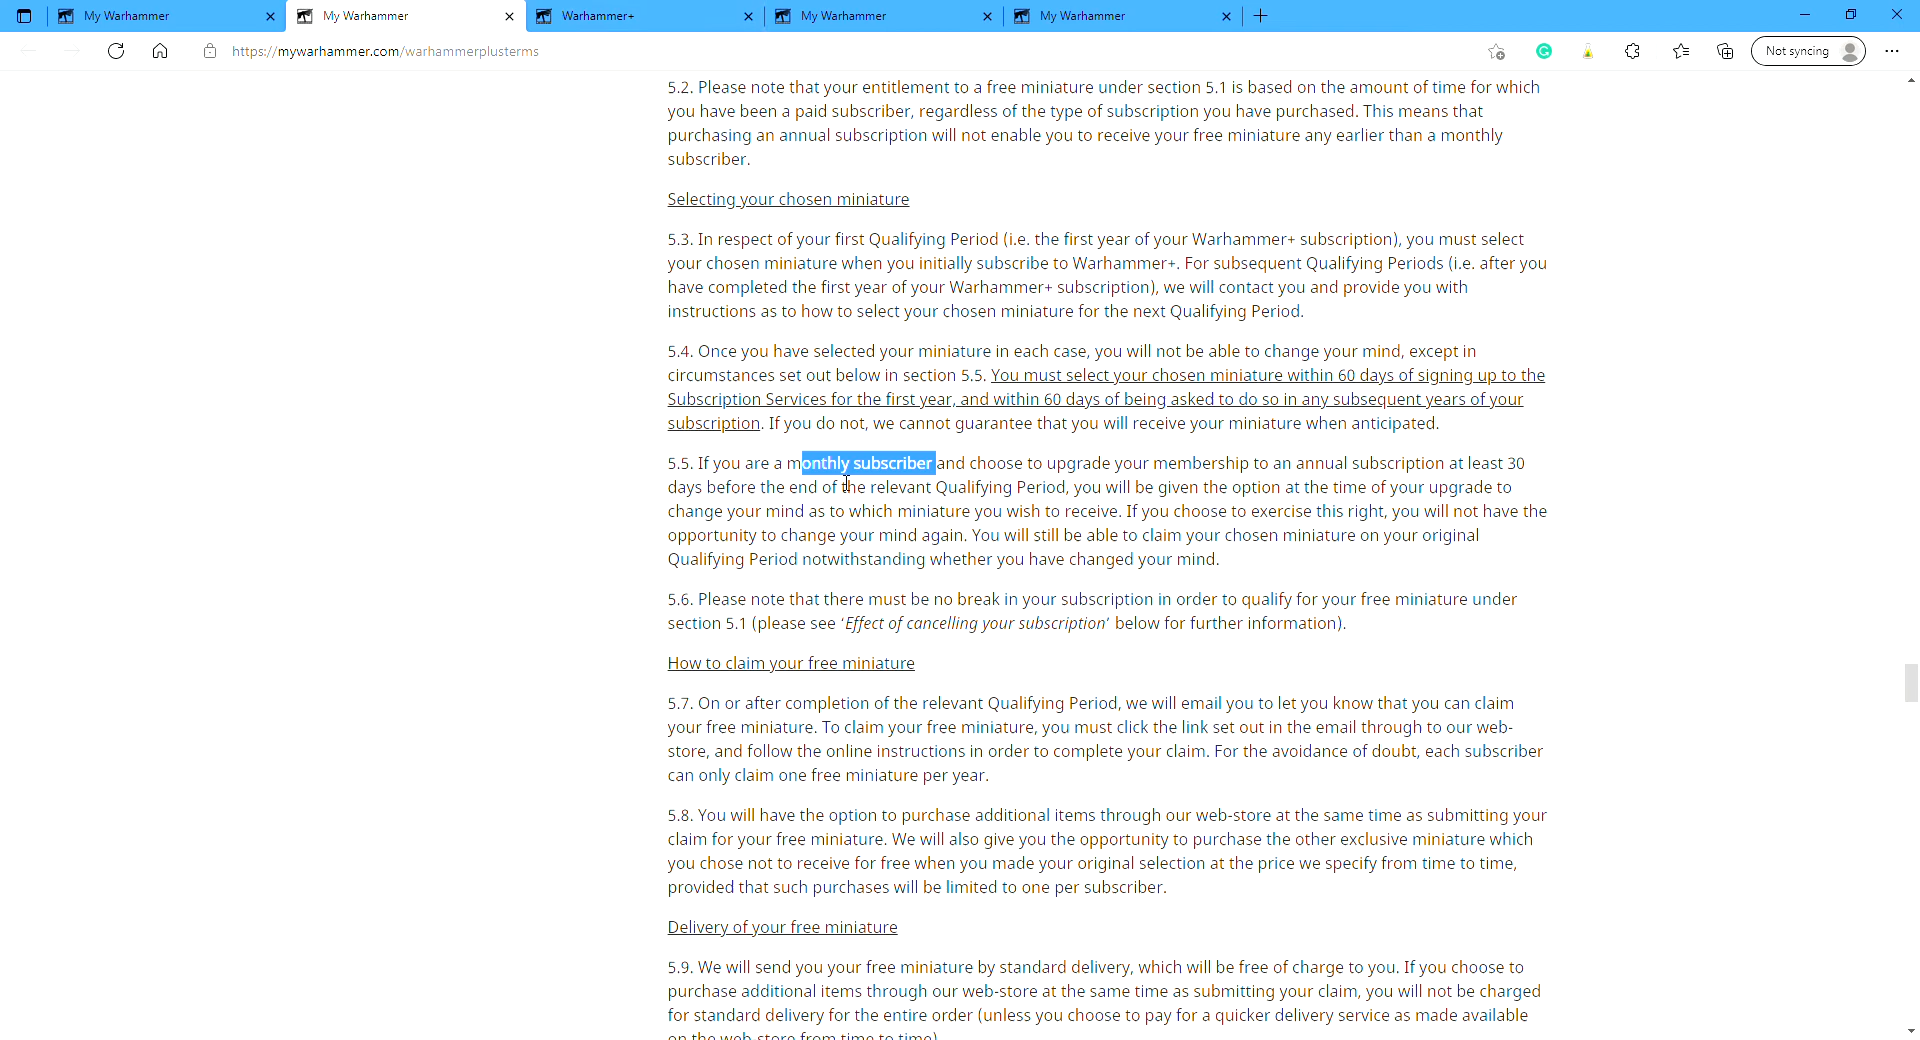 My Warhammer
My Warhammer
Warhammer+
My Warhammer
My Warhammer
https://mywarhammer.com/warhammerplusterms
Not syncing
5.2. Please note that your entitlement to a free miniature under section 5.1 is based on the amount of time for which
you have been a paid subscriber, regardless of the type of subscription you have purchased. This means that
purchasing an annual subscription will not enable you to receive your free miniature any earlier than a monthly
subscriber.
Selecting your chosen miniature
5.3. In respect of your first Qualifying Period (i.e. the first year of your Warhammer+ subscription), you must select
your chosen miniature when you initially subscribe to Warhammer+. For subsequent Qualifying Periods (i.e. after you
have completed the first year of your Warhammer+ subscription), we will contact you and provide you with
instructions as to how to select your chosen miniature for the next Qualifying Period.
5.4. Once you have selected your miniature in each case, you will not be able to change your mind, except in
circumstances set out below in section 5.5. You must select your chosen miniature within 60 days of signing up to the
Subscription Services for the first year, and within 60 days of being asked to do so in any subsequent years of your
subscription. If you do not, we cannot guarantee that you will receive your miniature when anticipated.
5.5. If you are a monthly subscriber and choose to upgrade your membership to an annual subscription at least 30
days before the end of the relevant Qualifying Period, you will be given the option at the time of your upgrade to
change your mind as to which miniature you wish to receive. If you choose to exercise this right, you will not have the
opportunity to change your mind again. You will still be able to claim your chosen miniature on your original
Qualifying Period notwithstanding whether you have changed your mind.
5.6. Please note that there must be no break in your subscription in order to qualify for your free miniature under
section 5.1 (please see ‘Effect of cancelling your subscription’ below for further information).
How to claim your free miniature
5.7. On or after completion of the relevant Qualifying Period, we will email you to let you know that you can claim
your free miniature. To claim your free miniature, you must click the link set out in the email through to our web-
store, and follow the online instructions in order to complete your claim. For the avoidance of doubt, each subscriber
can only claim one free miniature per year.
5.8. You will have the option to purchase additional items through our web-store at the same time as submitting your
claim for your free miniature. We will also give you the opportunity to purchase the other exclusive miniature which
you chose not to receive for free when you made your original selection at the price we specify from time to time,
provided that such purchases will be limited to one per subscriber.
Delivery of your free miniature
5.9. We will send you your free miniature by standard delivery, which will be free of charge to you. If you choose to
purchase additional items through our web-store at the same time as submitting your claim, you will not be charged
for standard delivery for the entire order (unless you choose to pay for a quicker delivery service as made available
on the web-store from time to time)